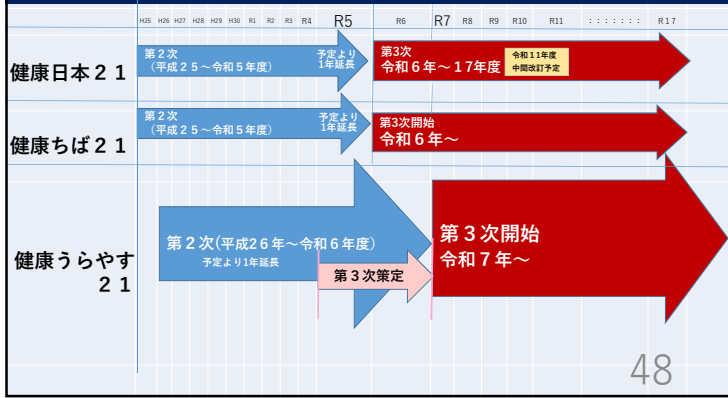 H25 H26 H27 H28 H29 H30 R1 R2 R3 R4 R5 R6 R7 R8 R9 R10 R11 : : : : : : : R17
健康日本２１
第２次
（平成２５～令和５年度）
予定より
1年延長
第3次
令和６年～17年度
令和１１年度
中間改訂予定
健康ちば２１
第２次
（平成２５～令和５年度）
予定より
1年延長
第3次開始
令和６年～
健康うらやす
２１
第２次(平成２６年～令和６年度)
予定より1年延長
第３次策定
第３次開始
令和７年～
48